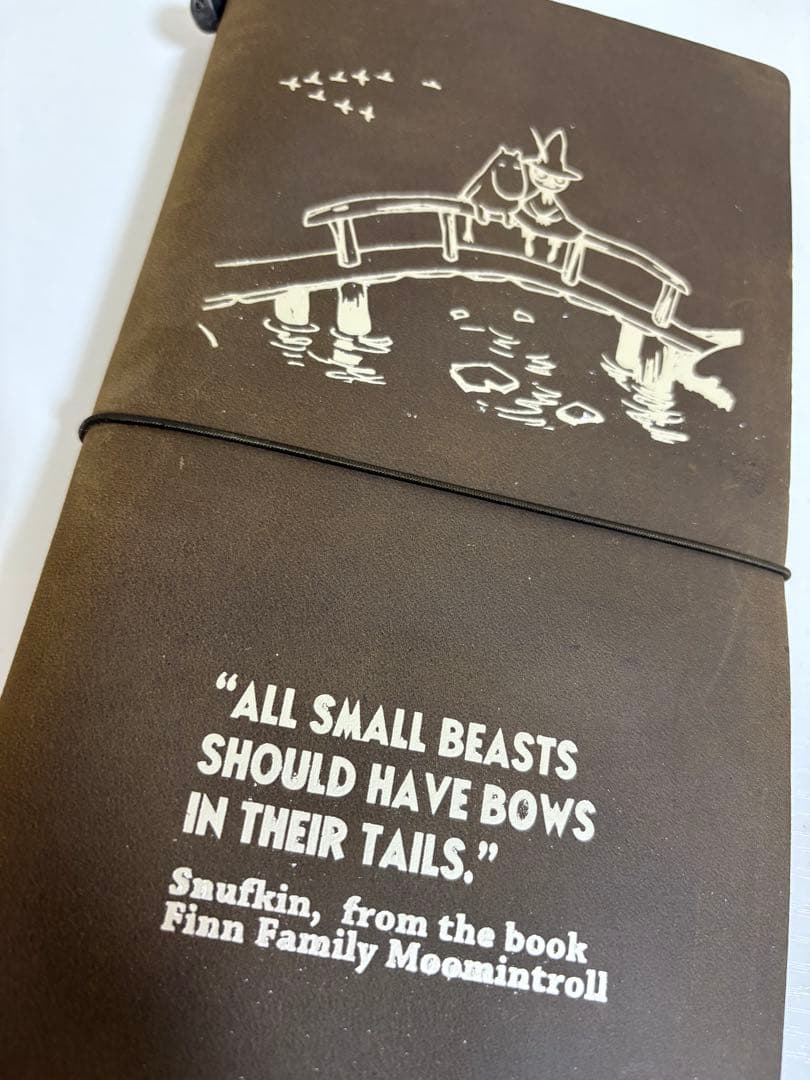 “ALL SMALL BEASTS
SHOULD HAVE BOWS
IN THEIR TAILS.”
Snufkin, from the book
Finn Family Moomintroll